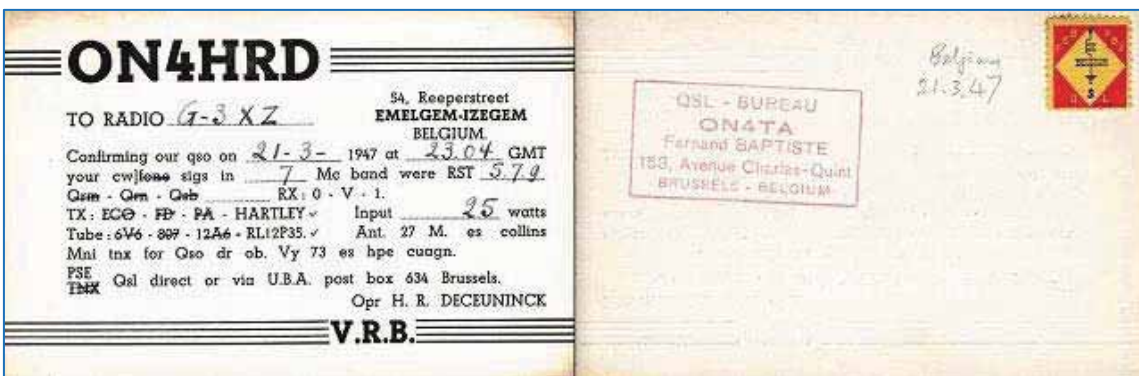 ON4HRD
TO RADIO G-3XZ
54, Reeperstreet
EMELGEM-IZEGEM
BELGIUM.
Confirming our qso on 21-3- 1947 at 23.04 GMT
your cw]fone sigs in 7 Mc band were RST 579
Qsm - Qrn - Qsb RX: 0 - V - 1.
TX: ECO - FD - PA - HARTLEY ✓ Input 25 watts
Tube: 6V6 - 807 - 12A6 - RL12P35. ✓ Ant. 27 M. es collins
Mni tnx for Qso dr ob. Vy 73 es hpe cuagn.
PSE
TNX Qsl direct or via U.B.A. post box 634 Brussels.
Opr H. R. DECEUNINCK
V.R.B.
Belgium
21.3.47
QSL - BUREAU
ON4TA
Fernand BAPTISTE
183, Avenue Charles-Quint
BRUSSELS - BELGIUM